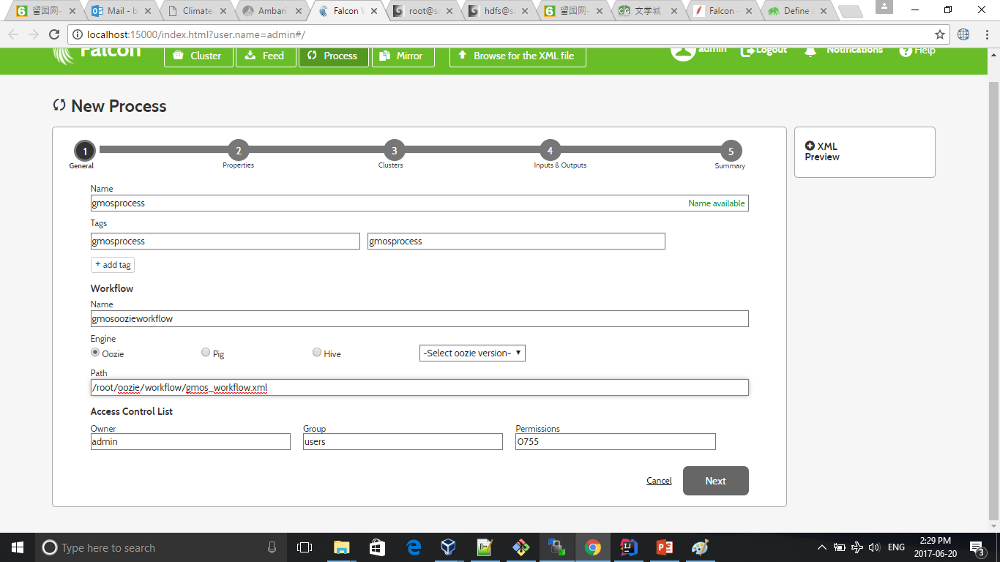 留园网- Mail - b Climate Ambari Falcon W root@sa hdfs@sa 留园网- 文学城 Falcon - Define
localhost:15000/index.html?user.name=admin#/
Falcon Cluster Feed Process Mirror Browse for the XML file admin Logout Notifications Help
New Process
1 2 3 4 5
General Properties Clusters Inputs & Outputs Summary
XML
Preview
Name
gmosprocess Name available
Tags
gmosprocess gmosprocess
+ add tag
Workflow
Name
gmosoozieworkflow
Engine
Oozie Pig Hive -Select oozie version-
Path
/root/oozie/workflow/gmos_workflow.xml
Access Control List
Owner Group Permissions
admin users 0755
Cancel Next
Type here to search ENG 2:29 PM
2017-06-20 3